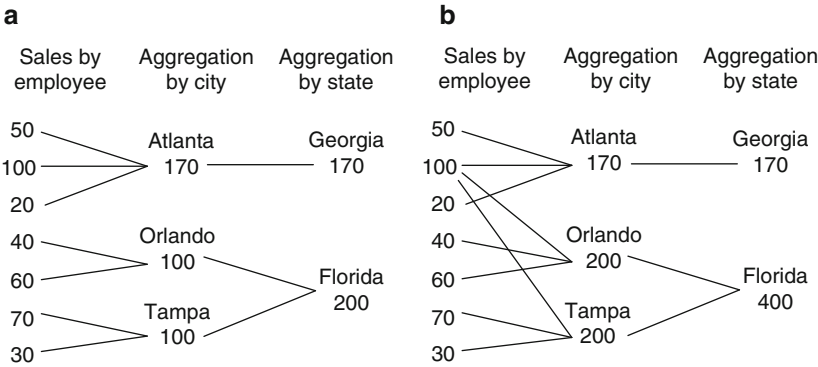 a
Sales by employee
Aggregation by city
Aggregation by state
50
100
20
40
60
70
30
Atlanta
170
Orlando
100
Tampa
100
Georgia
170
Florida
200
b
Sales by employee
Aggregation by city
Aggregation by state
50
100
20
40
60
70
30
Atlanta
170
Orlando
200
Tampa
200
Georgia
170
Florida
400